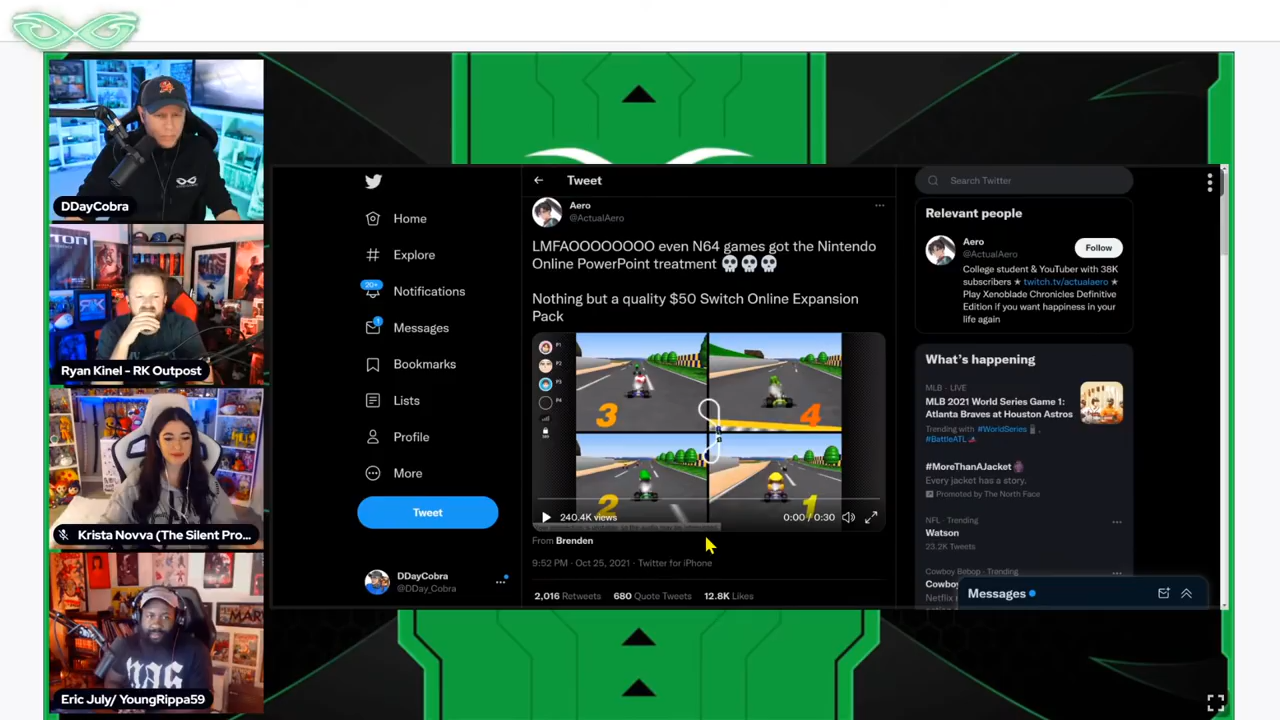 DDayCobra
Ryan Kinel - RK Outpost
Krista Novva (The Silent Pro...
Eric July/ YoungRippa59
Home
Explore
20+
Notifications
Messages
Bookmarks
Lists
Profile
More
Tweet
DDayCobra
@DDay_Cobra
Tweet
Aero
@ActualAero
LMFAOOOOOOOO even N64 games got the Nintendo
Online PowerPoint treatment 💀💀💀
Nothing but a quality $50 Switch Online Expansion
Pack
P1
P2
P3
P4
3
4
2
1
240.4K views
0:00 / 0:30
From Brenden
9:52 PM · Oct 25, 2021 · Twitter for iPhone
2,016 Retweets 680 Quote Tweets 12.8K Likes
Search Twitter
Relevant people
Aero
@ActualAero
Follow
College student & YouTuber with 38K
subscribers ★ twitch.tv/actualaero ★
Play Xenoblade Chronicles Definitive
Edition if you want happiness in your
life again
What's happening
MLB · LIVE
MLB 2021 World Series Game 1:
Atlanta Braves at Houston Astros
Trending with #WorldSeries,
#BattleATL
#MoreThanAJacket
Every jacket has a story.
Promoted by The North Face
NFL · Trending
Watson
23.2K Tweets
Cowboy Bebop · Trending
Cowbo
Netflix
Messages